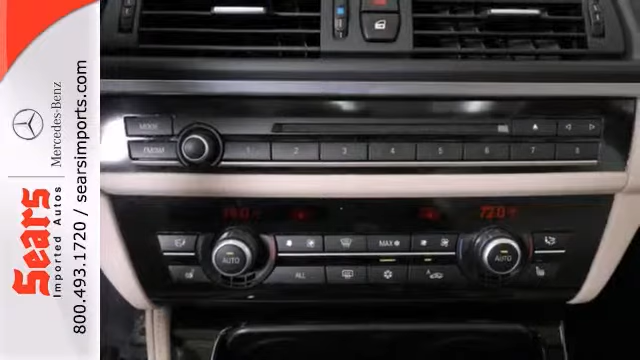 Mercedes-Benz
Sears
Imported Autos
800.493.1720 / searsimports.com
MODE
FM/AM
1 2 3 4 5 6 7 8
72.0 °F
MAX
AUTO
AUTO
ALL
A